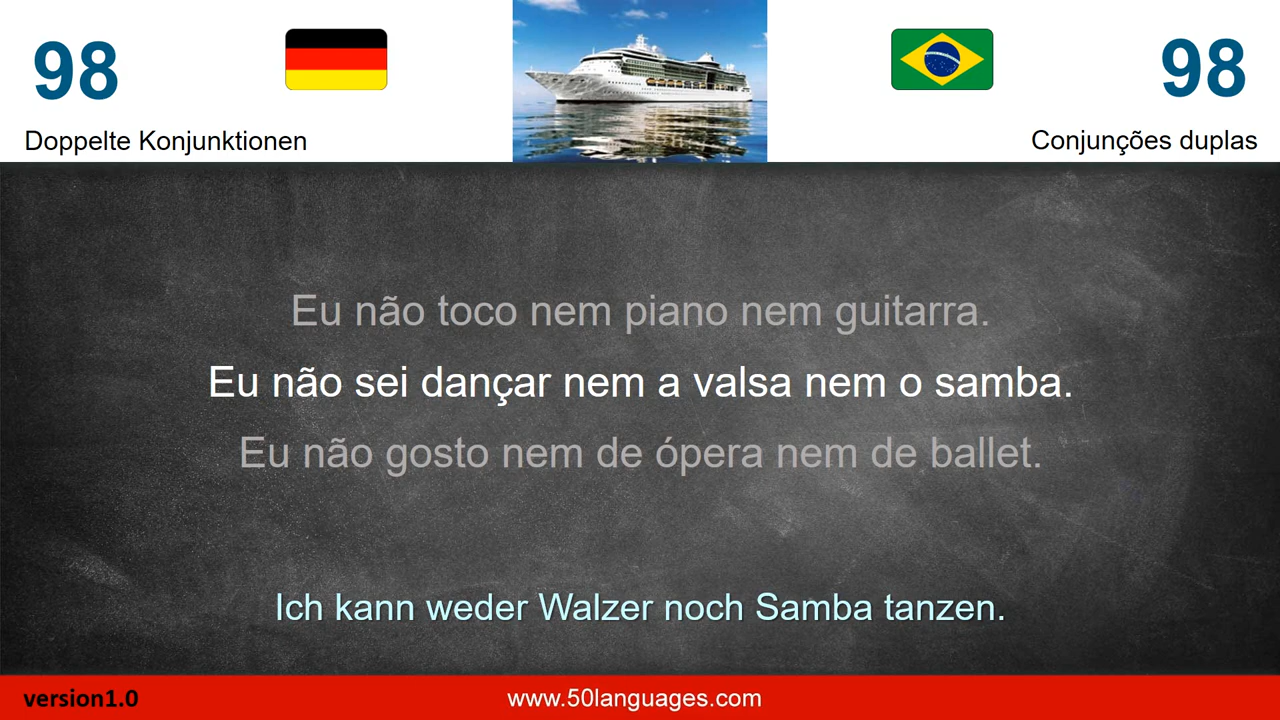 98
98
Doppelte Konjunktionen
Conjunções duplas
Eu não toco nem piano nem guitarra.
Eu não sei dançar nem a valsa nem o samba.
Eu não gosto nem de ópera nem de ballet.
Ich kann weder Walzer noch Samba tanzen.
version1.0
www.50languages.com